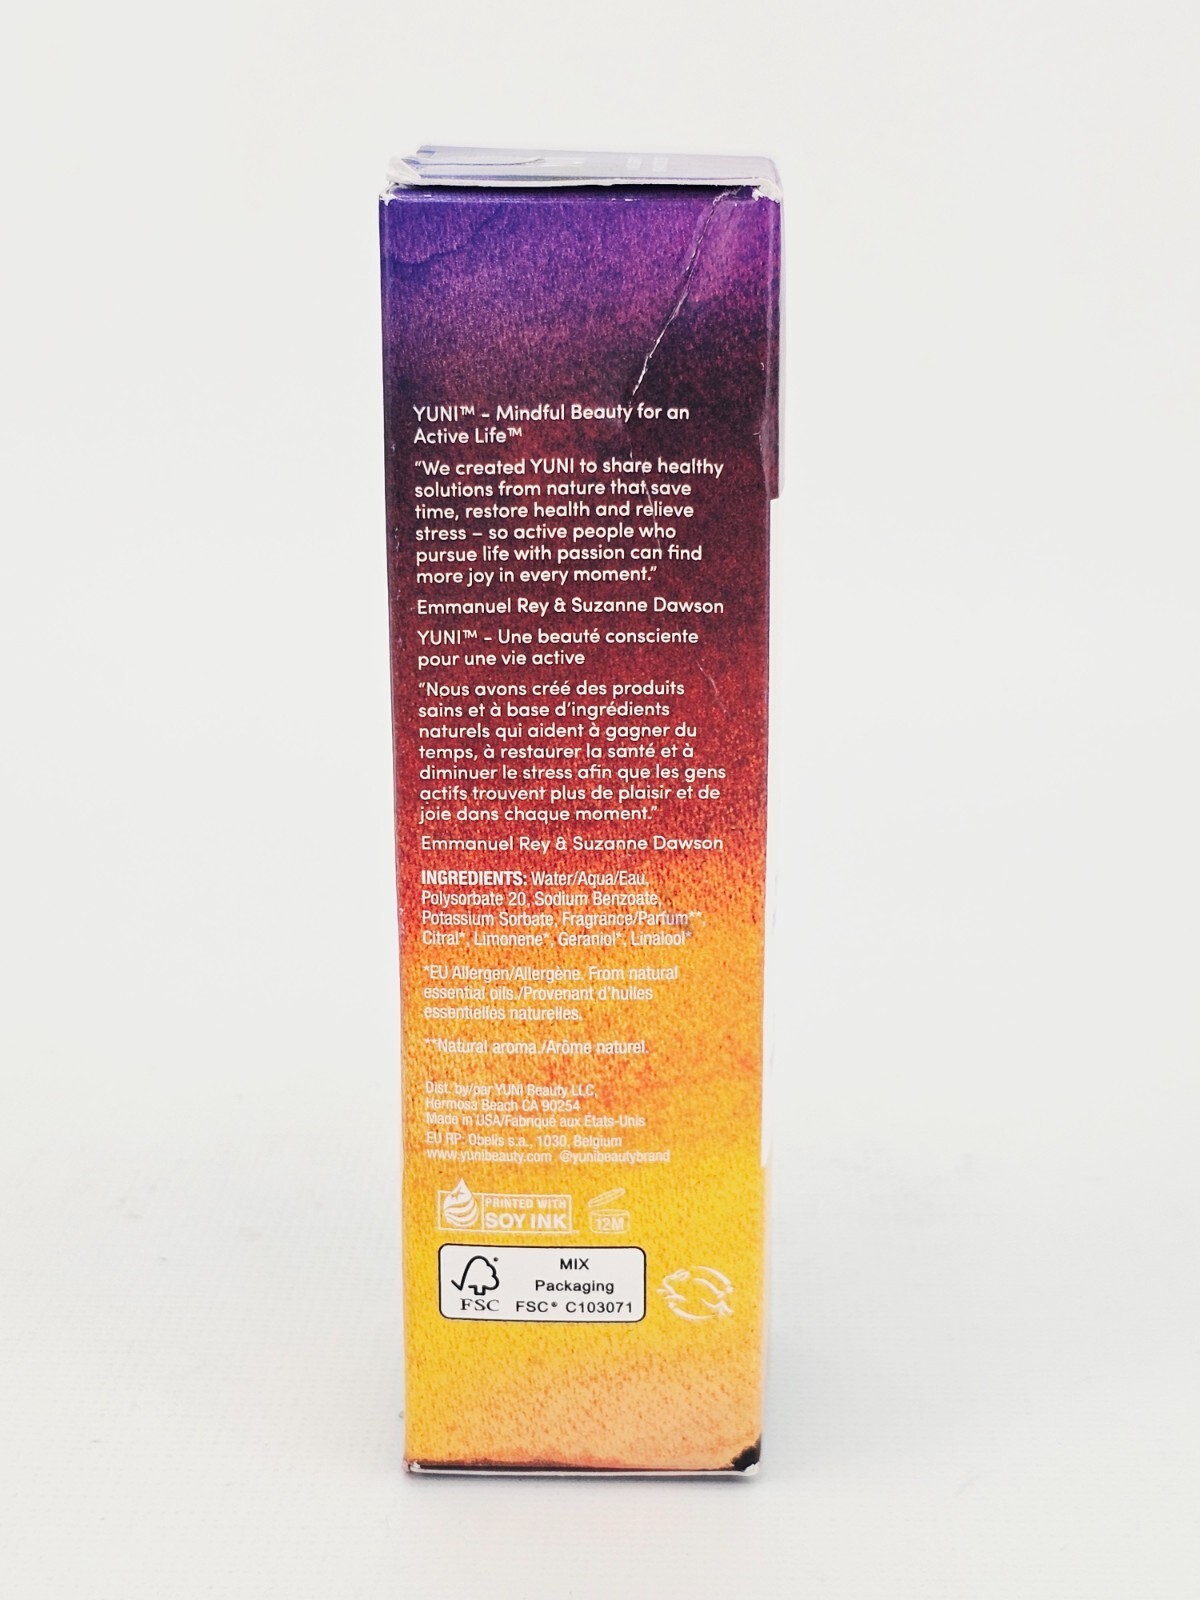 YUNI™ - Mindful Beauty for an
Active Life™
"We created YUNI to share healthy
solutions from nature that save
time, restore health and relieve
stress – so active people who
pursue life with passion can find
more joy in every moment."
Emmanuel Rey & Suzanne Dawson
YUNI™ - Une beauté consciente
pour une vie active
"Nous avons créé des produits
sains et à base d'ingrédients
naturels qui aident à gagner du
temps, à restaurer la santé et à
diminuer le stress afin que les gens
actifs trouvent plus de plaisir et de
joie dans chaque moment."
Emmanuel Rey & Suzanne Dawson
INGREDIENTS: Water/Aqua/Eau,
Polysorbate 20, Sodium Benzoate,
Potassium Sorbate, Fragrance/Parfum**,
Citral*, Limonene*, Geraniol*, Linalool*
*EU Allergen/Allergène. From natural
essential oils./Provenant d'huiles
essentielles naturelles.
**Natural aroma./Arôme naturel.
Dist. by/par YUNI Beauty LLC,
Hermosa Beach CA 90254
Made in USA/Fabriqué aux États-Unis
EU RP: Obelis s.a., 1030, Belgium
www.yunibeauty.com @yunibeautybrand
PRINTED WITH
SOY INK
12M
MIX
Packaging
FSC FSC® C103071